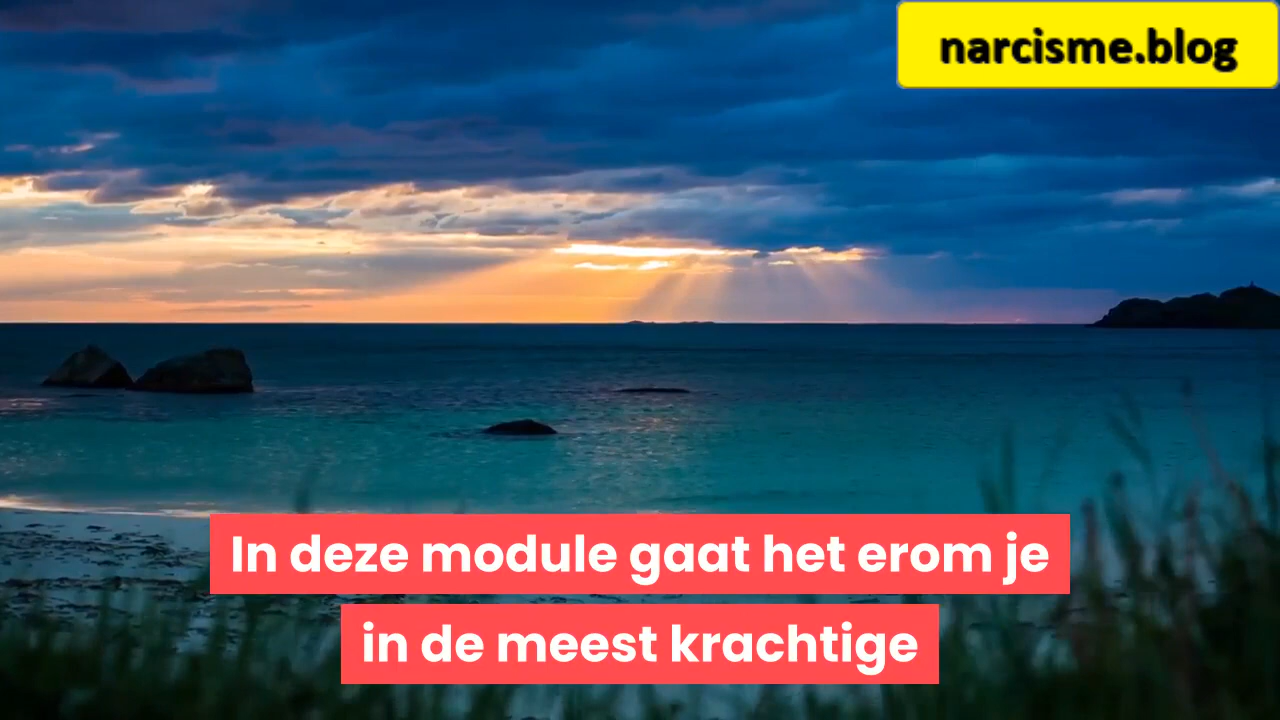 narcisme.blog
In deze module gaat het erom je
in de meest krachtige